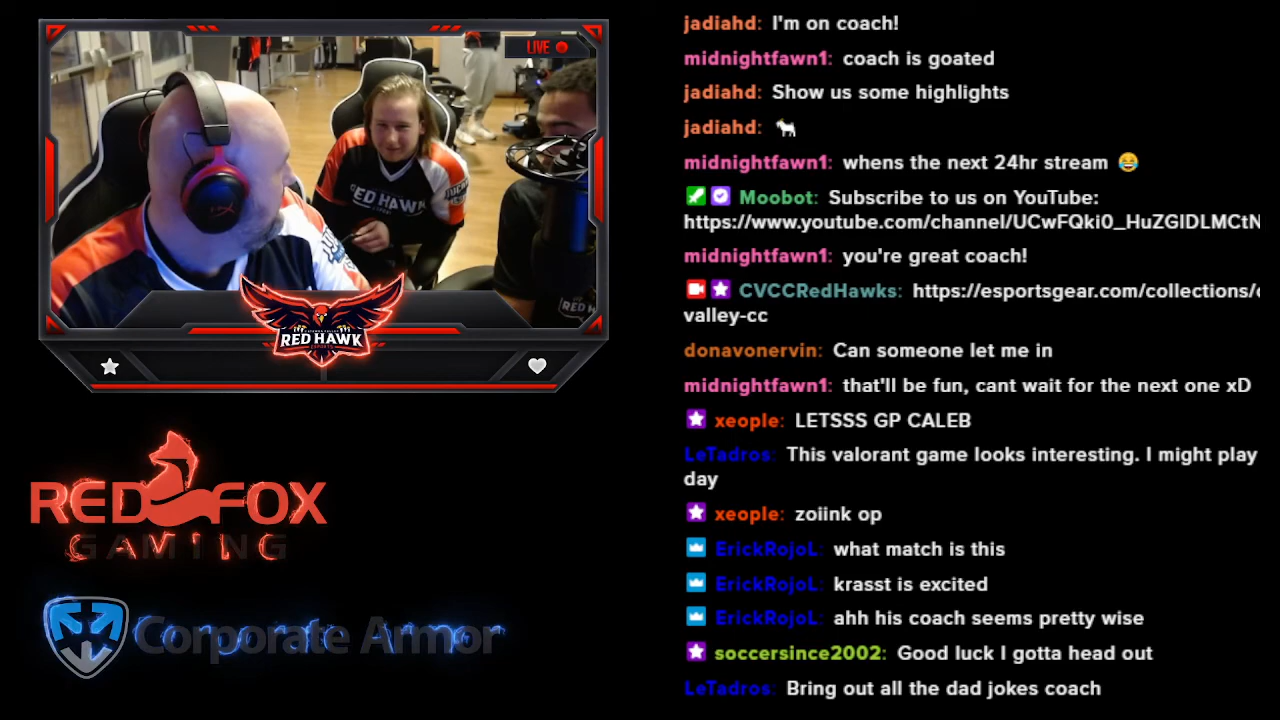 LIVE
RED HAWK
RED HAWK
RED HAWK
RED FOX
GAMING
Corporate Armor
jadiahd: I'm on coach!
midnightfawn1: coach is goated
jadiahd: Show us some highlights
jadiahd:
midnightfawn1: whens the next 24hr stream 😂
Moobot: Subscribe to us on YouTube:
https://www.youtube.com/channel/UCwFQki0_HuZGIDLMCtN
midnightfawn1: you're great coach!
CVCCRedHawks: https://esportsgear.com/collections/
valley-cc
donavonervin: Can someone let me in
midnightfawn1: that'll be fun, cant wait for the next one xD
xeople: LETSSS GP CALEB
LeTadros: This valorant game looks interesting. I might play
day
xeople: zoiink op
ErickRojoL: what match is this
ErickRojoL: krasst is excited
ErickRojoL: ahh his coach seems pretty wise
soccersince2002: Good luck I gotta head out
LeTadros: Bring out all the dad jokes coach